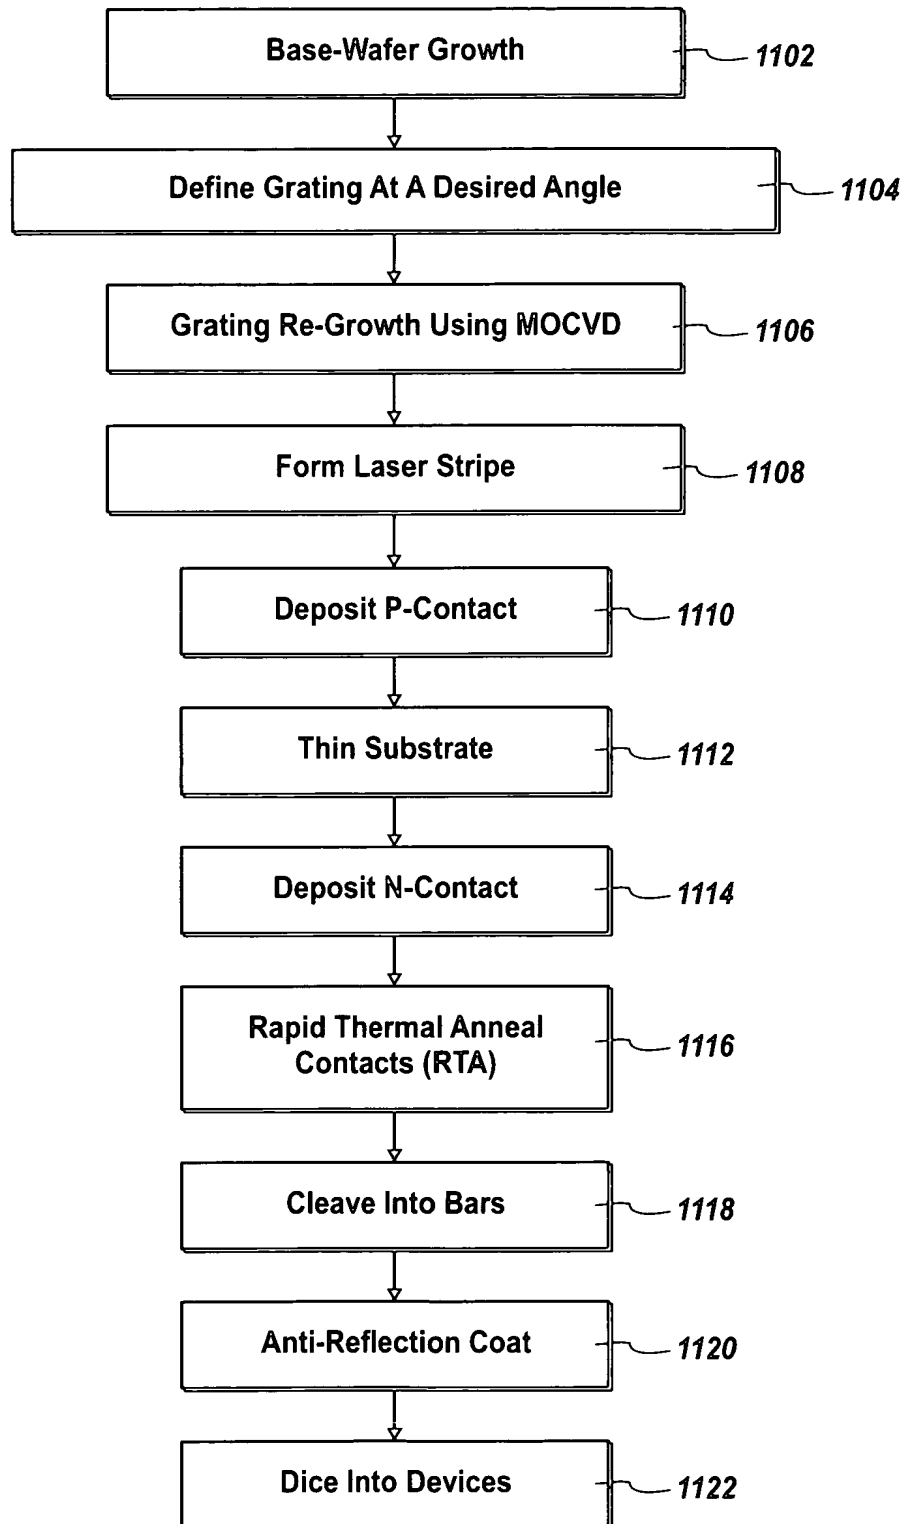 Base-Wafer Growth
1102
Define Grating At A Desired Angle
1104
Grating Re-Growth Using MOCVD
1106
Form Laser Stripe
1108
Deposit P-Contact
1110
Thin Substrate
1112
Deposit N-Contact
1114
Rapid Thermal Anneal
Contacts (RTA)
1116
Cleave Into Bars
1118
Anti-Reflection Coat
1120
Dice Into Devices
1122